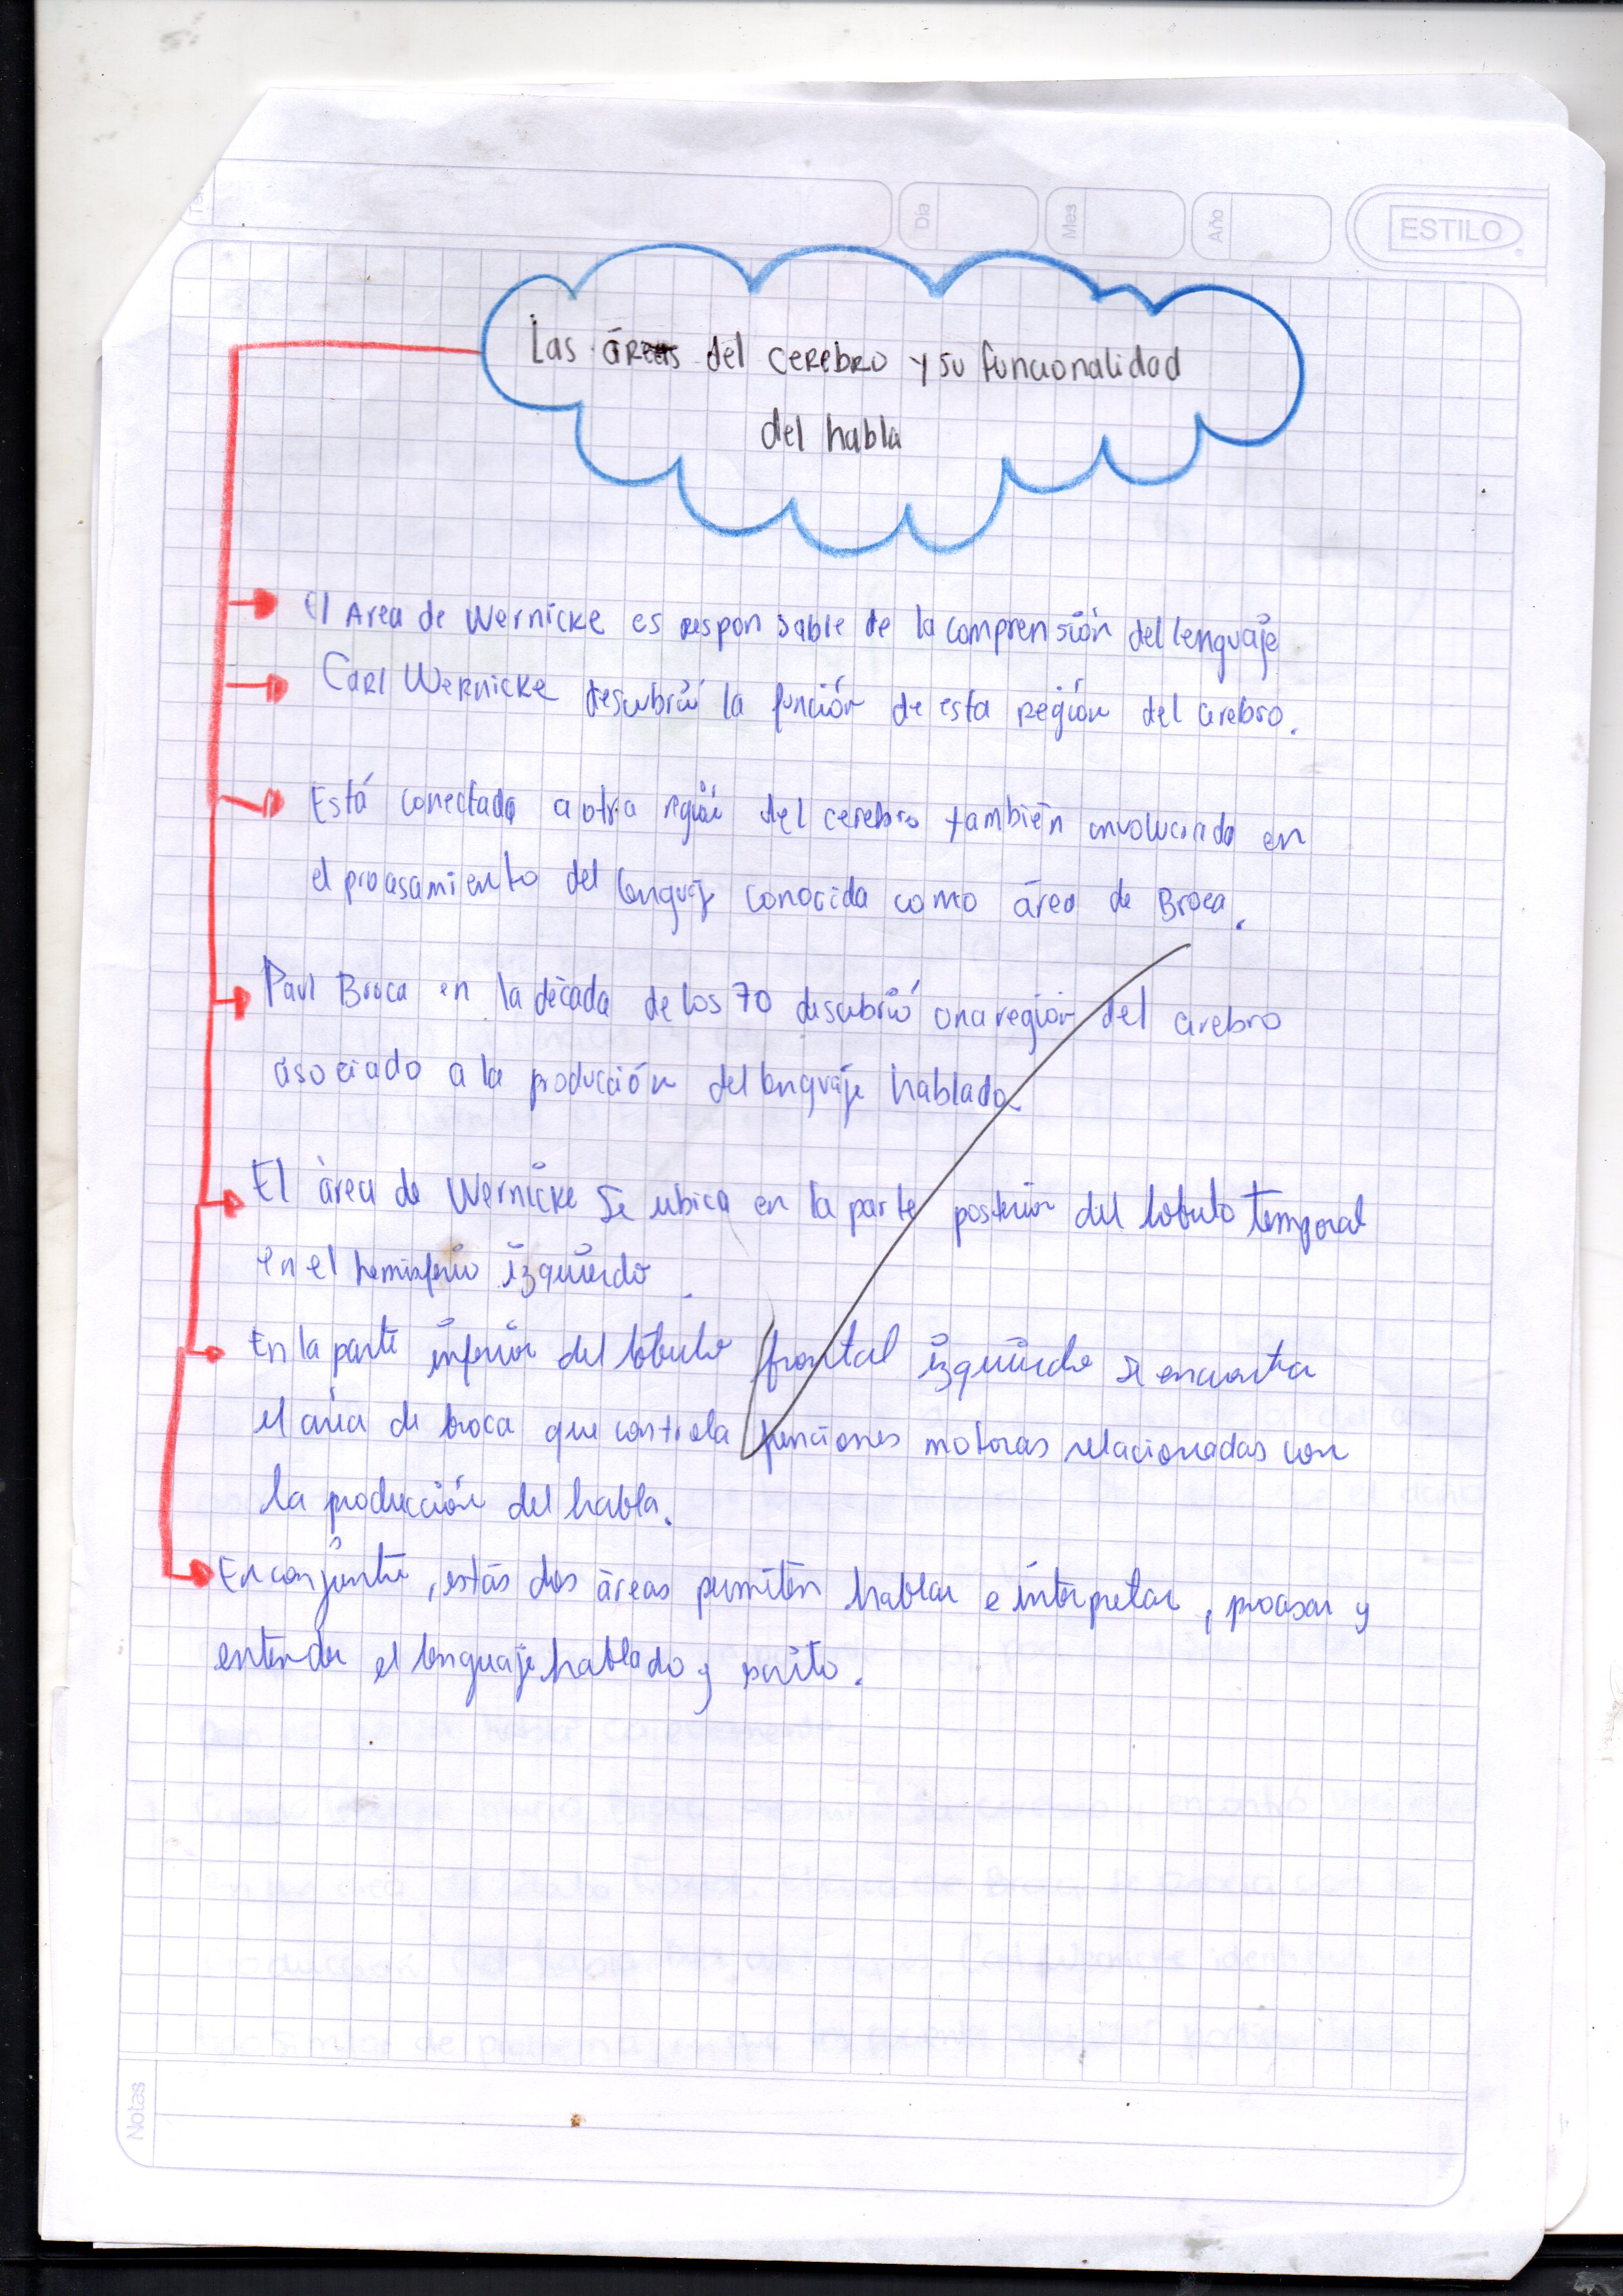 Día
Mes
Año
ESTILO
Las áreas del cerebro y su funcionalidad
del habla
El Area de Wernicke es responsable de la comprensión del lenguaje
Carl Wernicke descubrió la función de esta región del cerebro.
Está conectada a otra región del cerebro también involucrada en
el procesamiento del lenguaje conocida como área de Broca.
Paul Broca en la década de los 70 descubrió una región del cerebro
asociado a la producción del lenguaje hablado
El área de Wernicke se ubica en la parte posterior del lobulo temporal
en el hemisferio izquierdo.
En la parte inferior del lóbulo frontal izquierdo se encuentra
el área de broca que controla funciones motoras relacionadas con
la producción del habla.
En conjunto, estás dos áreas permiten hablar e interpretar, procesar y
entender el lenguaje hablado y escrito.
Notas